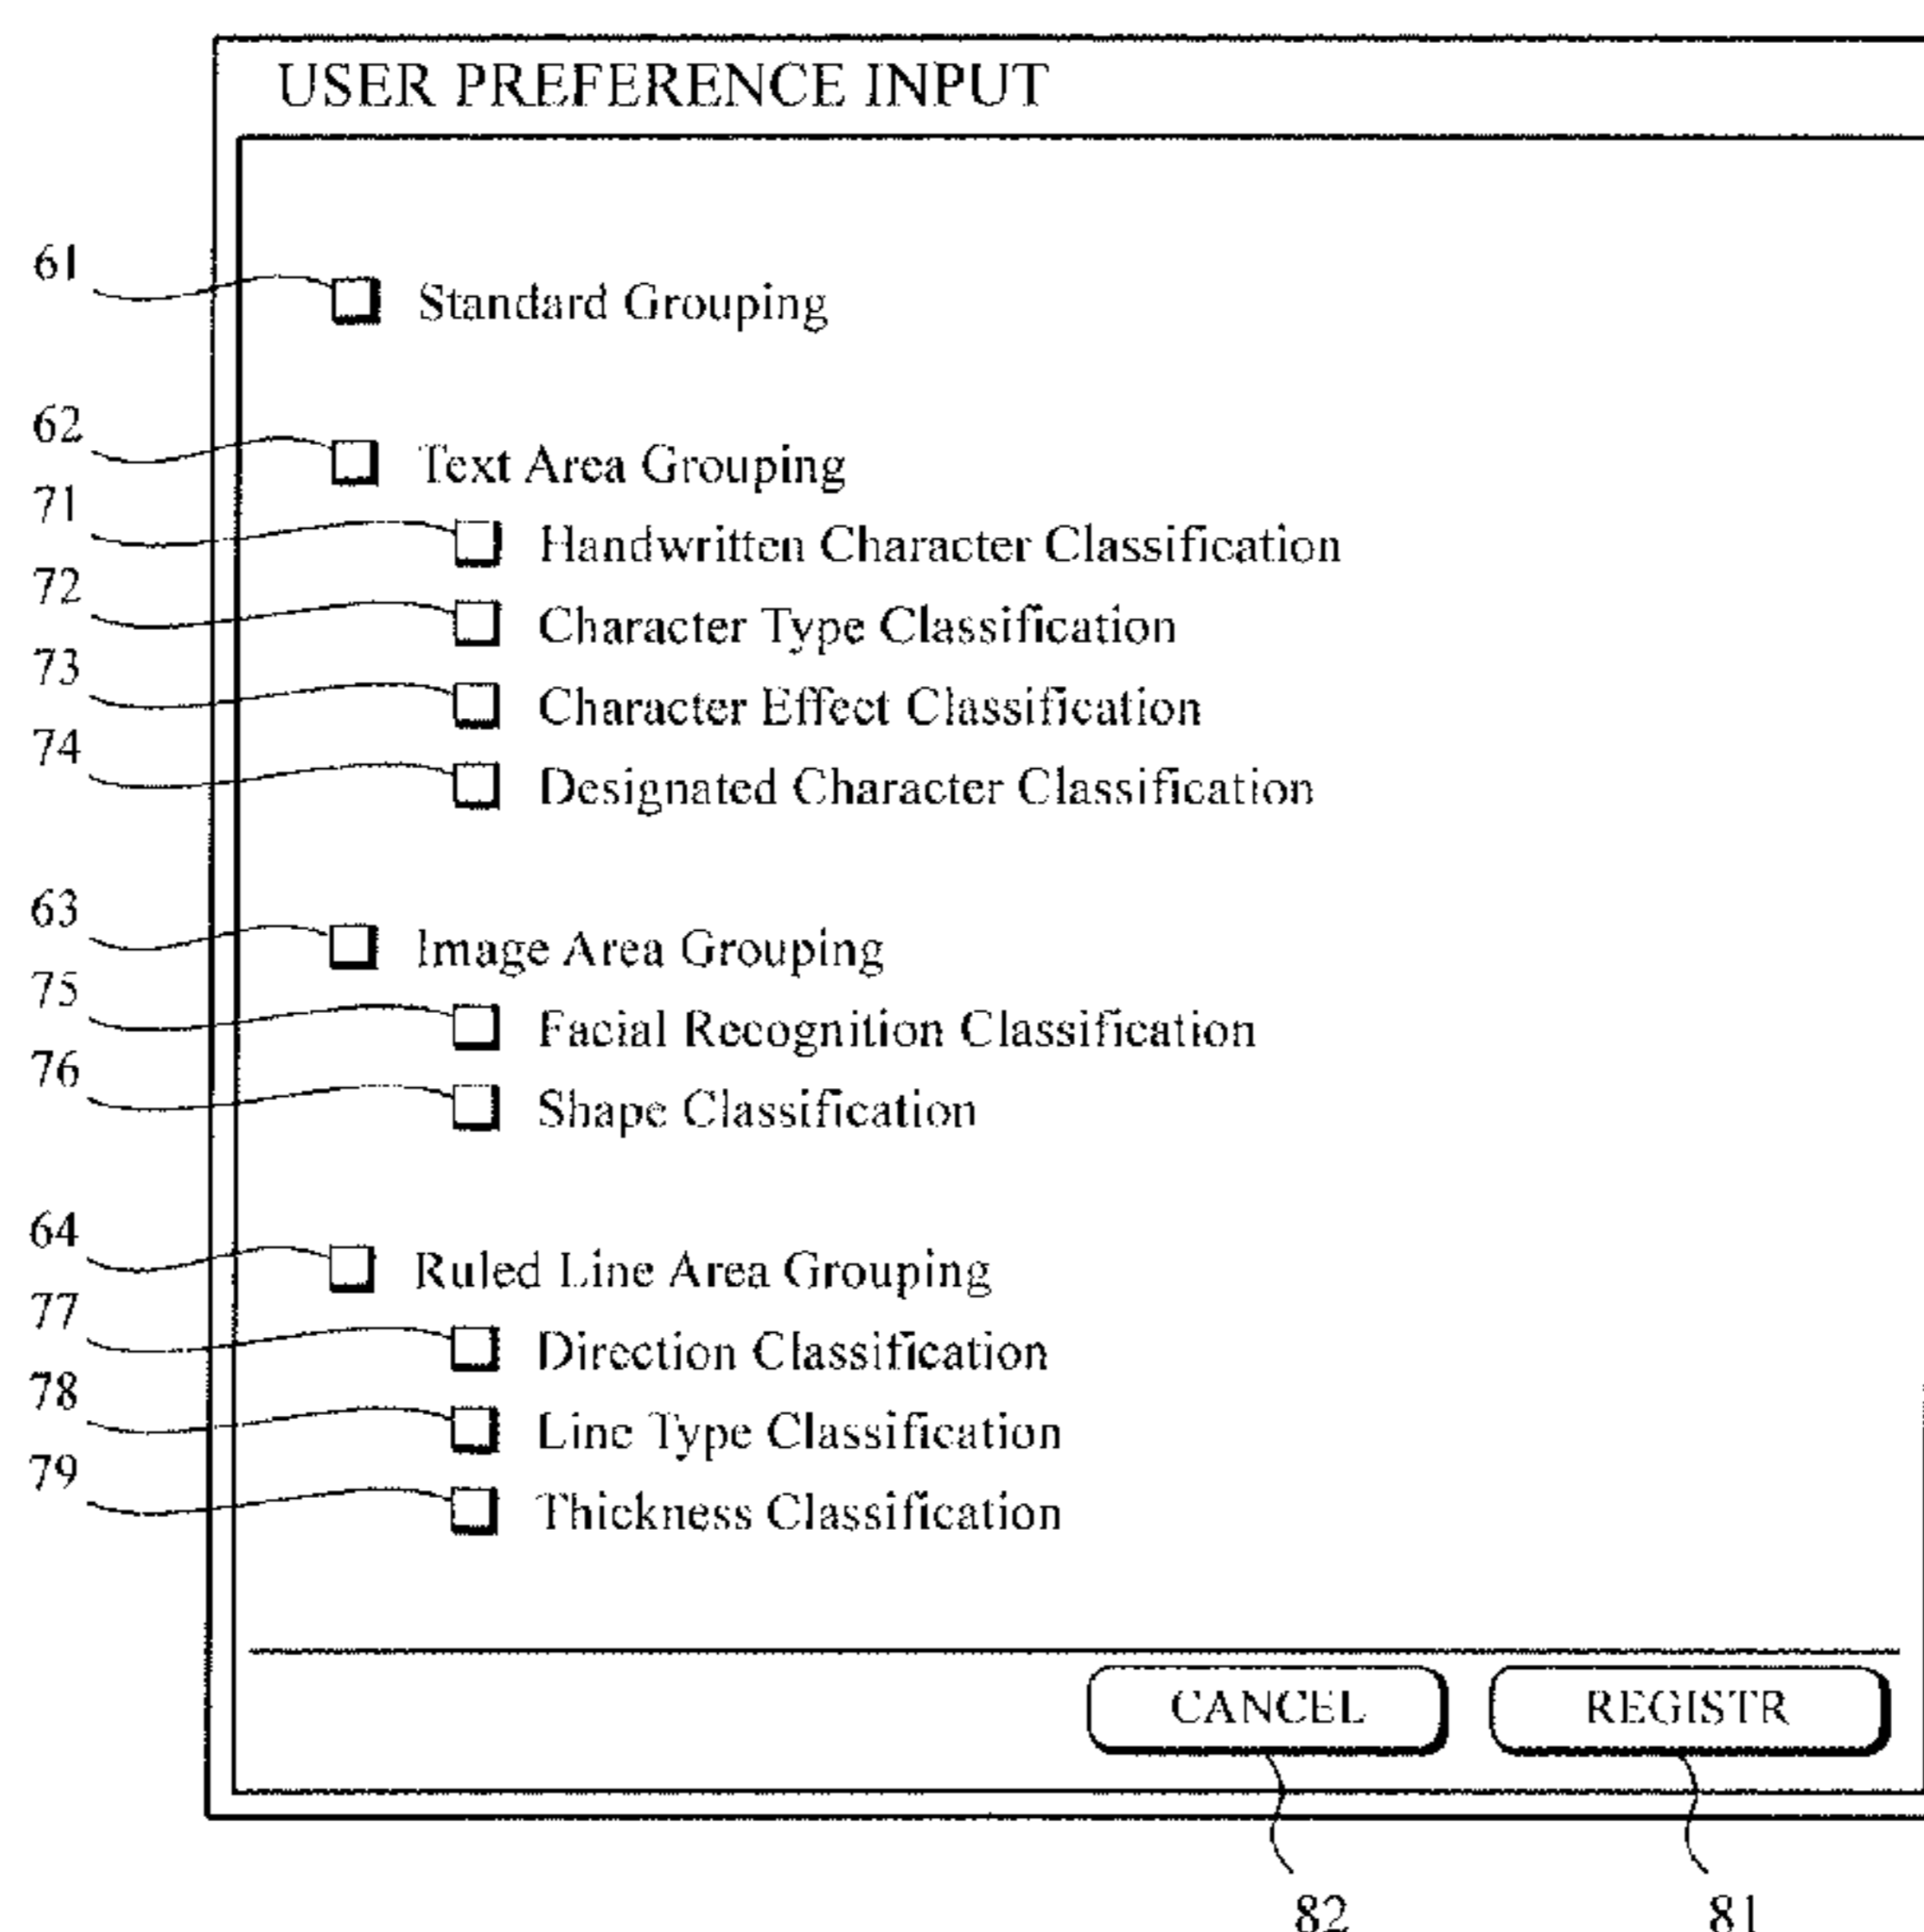 USER PREFERENCE INPUT
61 Standard Grouping
62 Text Area Grouping
71 Handwritten Character Classification
72 Character Type Classification
73 Character Effect Classification
74 Designated Character Classification
63 Image Area Grouping
75 Facial Recognition Classification
76 Shape Classification
64 Ruled Line Area Grouping
77 Direction Classification
78 Line Type Classification
79 Thickness Classification
CANCEL REGISTR
82 81